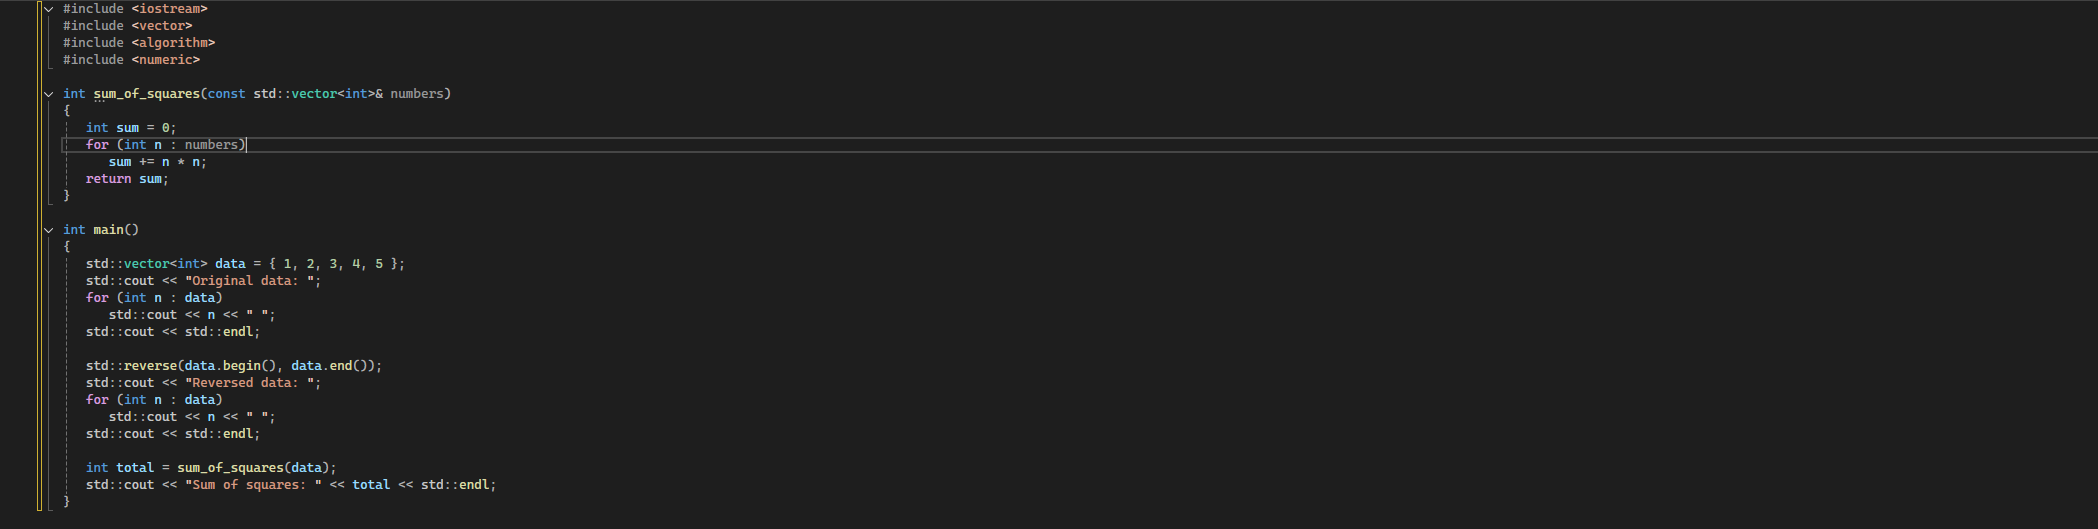 #include <iostream>
#include <vector>
#include <algorithm>
#include <numeric>

int sum_of_squares(const std::vector<int>& numbers)
{
   int sum = 0;
   for (int n : numbers)
      sum += n * n;
   return sum;
}

int main()
{
   std::vector<int> data = { 1, 2, 3, 4, 5 };
   std::cout << "Original data: ";
   for (int n : data)
      std::cout << n << " ";
   std::cout << std::endl;

   std::reverse(data.begin(), data.end());
   std::cout << "Reversed data: ";
   for (int n : data)
      std::cout << n << " ";
   std::cout << std::endl;

   int total = sum_of_squares(data);
   std::cout << "Sum of squares: " << total << std::endl;
}